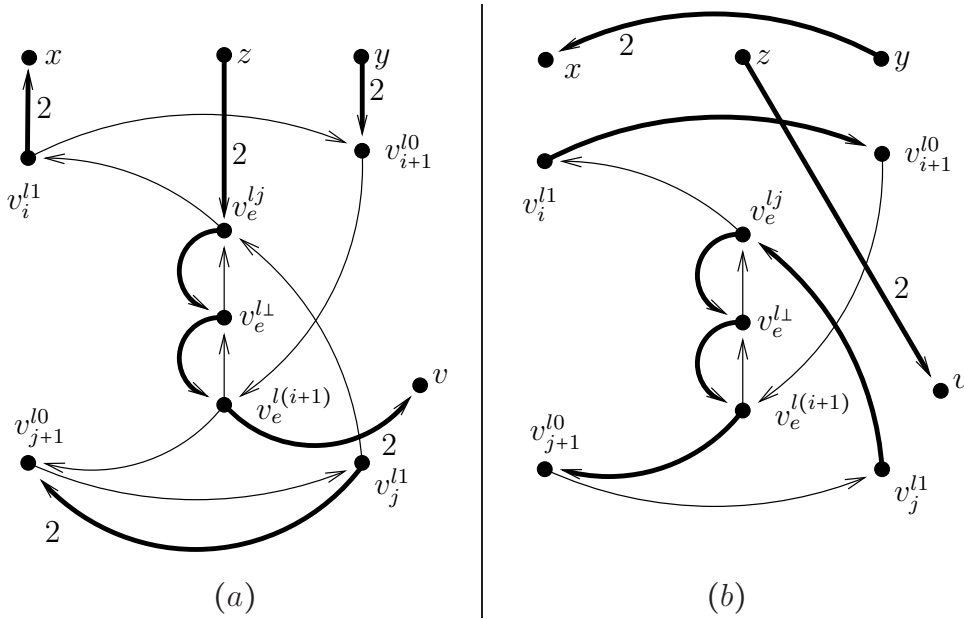 x z y 2 x z y
2 2 2
v_i^{l1} v_{i+1}^{l0} v_i^{l1} v_{i+1}^{l0}
v_e^{lj} v_e^{lj}
v_e^{l⊥} v_e^{l⊥} 2
v v
v_e^{l(i+1)} v_e^{l(i+1)}
v_{j+1}^{l0} 2 v_{j+1}^{l0}
v_j^{l1} v_j^{l1}
2
(a) (b)